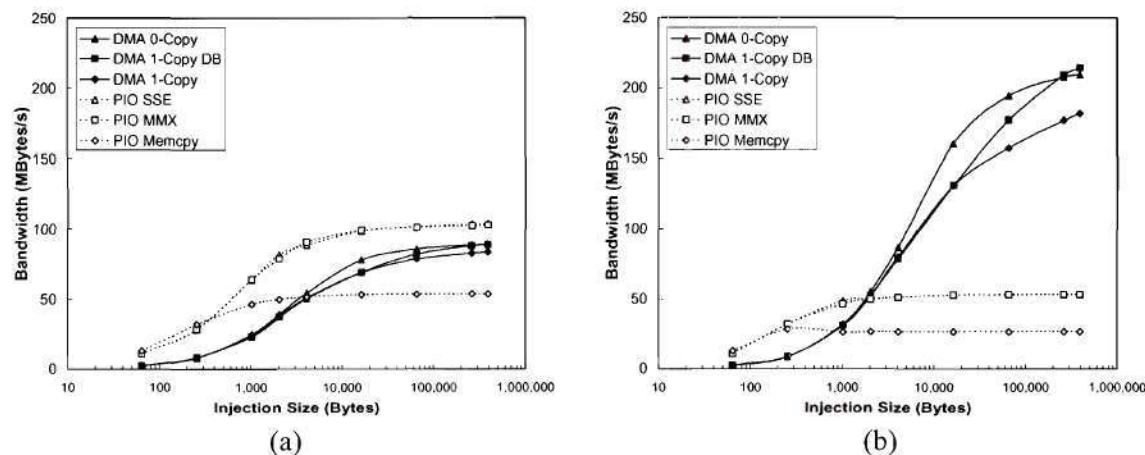 250
200
150
100
50
0
Bandwidth (MBytes/s)
DMA 0-Copy
DMA 1-Copy DB
DMA 1-Copy
PIO SSE
PIO MMX
PIO Memcpy
10
100
1,000
10,000
100,000
1,000,000
Injection Size (Bytes)
(a)
250
200
150
100
50
0
Bandwidth (MBytes/s)
DMA 0-Copy
DMA 1-Copy DB
DMA 1-Copy
PIO SSE
PIO MMX
PIO Memcpy
10
100
1,000
10,000
100,000
1,000,000
Injection Size (Bytes)
(b)